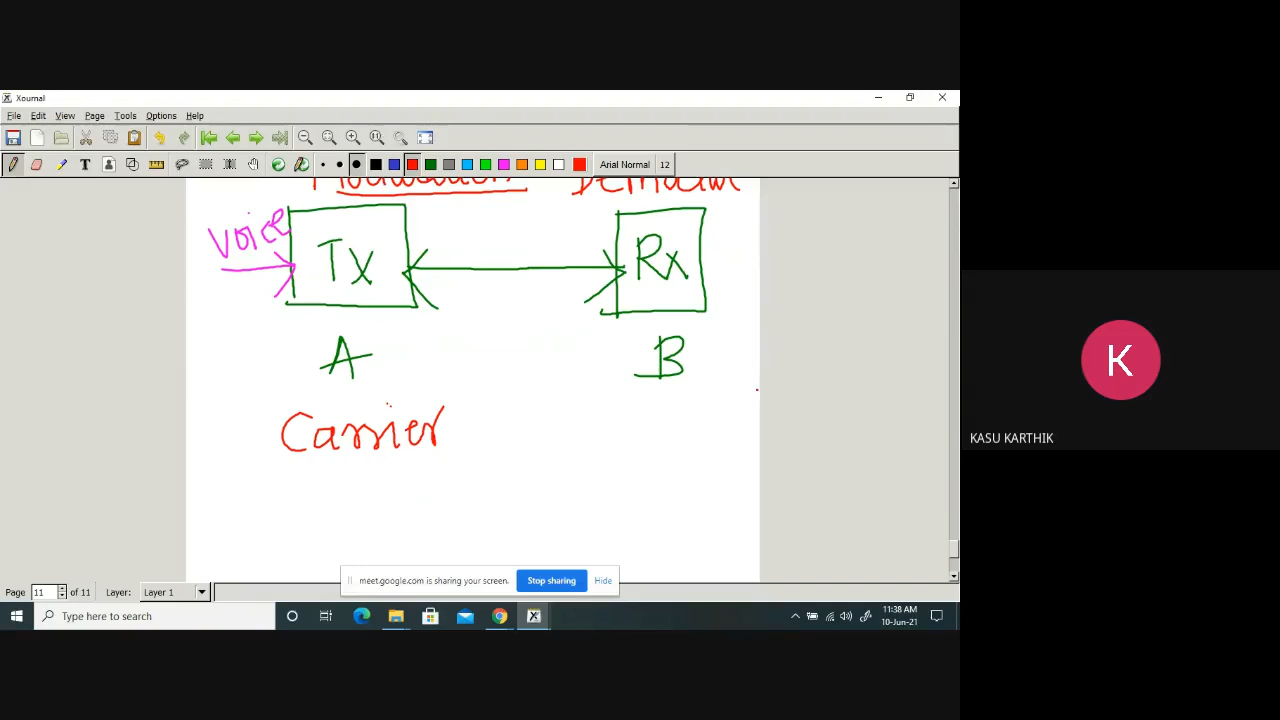 Xournal
File Edit View Page Tools Options Help
Arial Normal 12
Modulation Demodul
Voice
Tx Rx
A B
Carrier
K
KASU KARTHIK
meet.google.com is sharing your screen. Stop sharing Hide
Page 11 of 11 Layer: Layer 1
Type here to search
11:38 AM
10-Jun-21